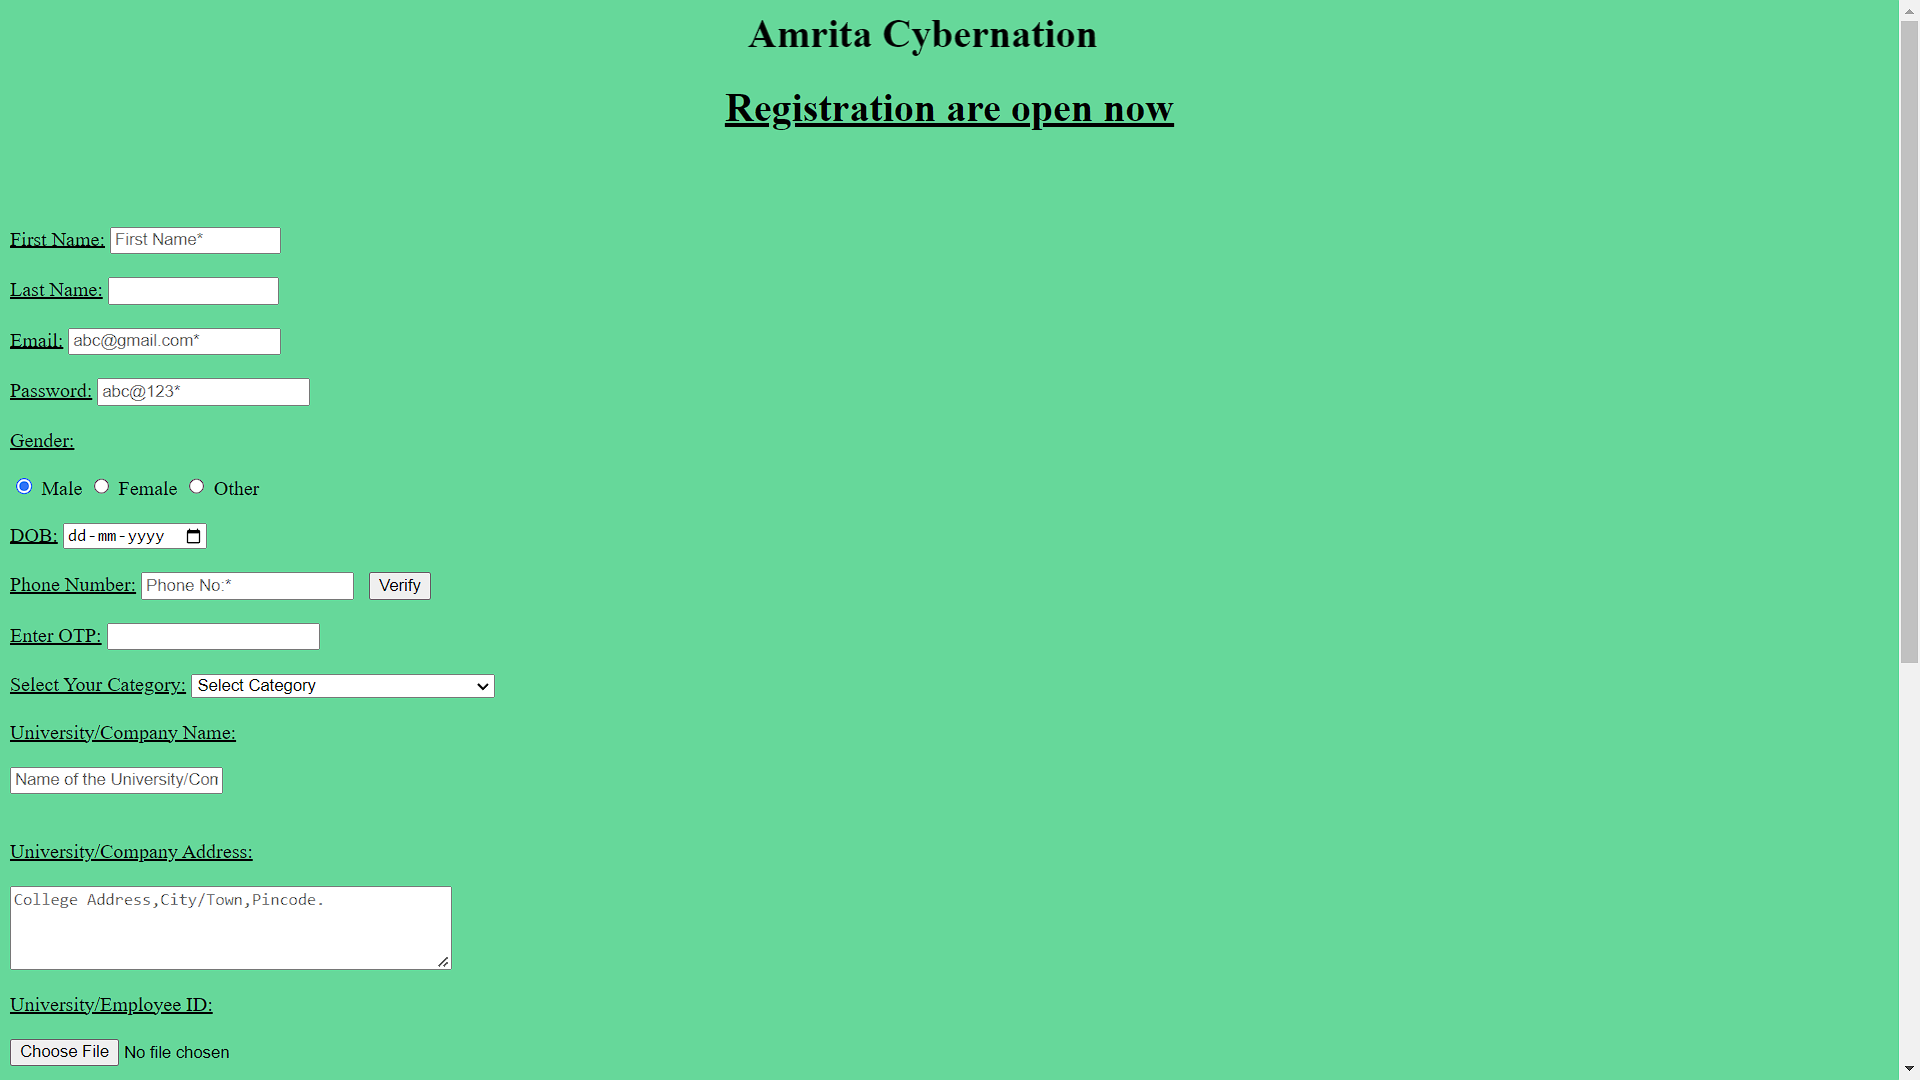 Amrita Cybernation
Registration are open now
First Name: First Name*
Last Name:
Email: abc@gmail.com*
Password: abc@123*
Gender:
Male Female Other
DOB: dd-mm-yyyy
Phone Number: Phone No:* Verify
Enter OTP:
Select Your Category: Select Category
University/Company Name:
Name of the University/Com
University/Company Address:
College Address,City/Town,Pincode.
University/Employee ID:
Choose File No file chosen